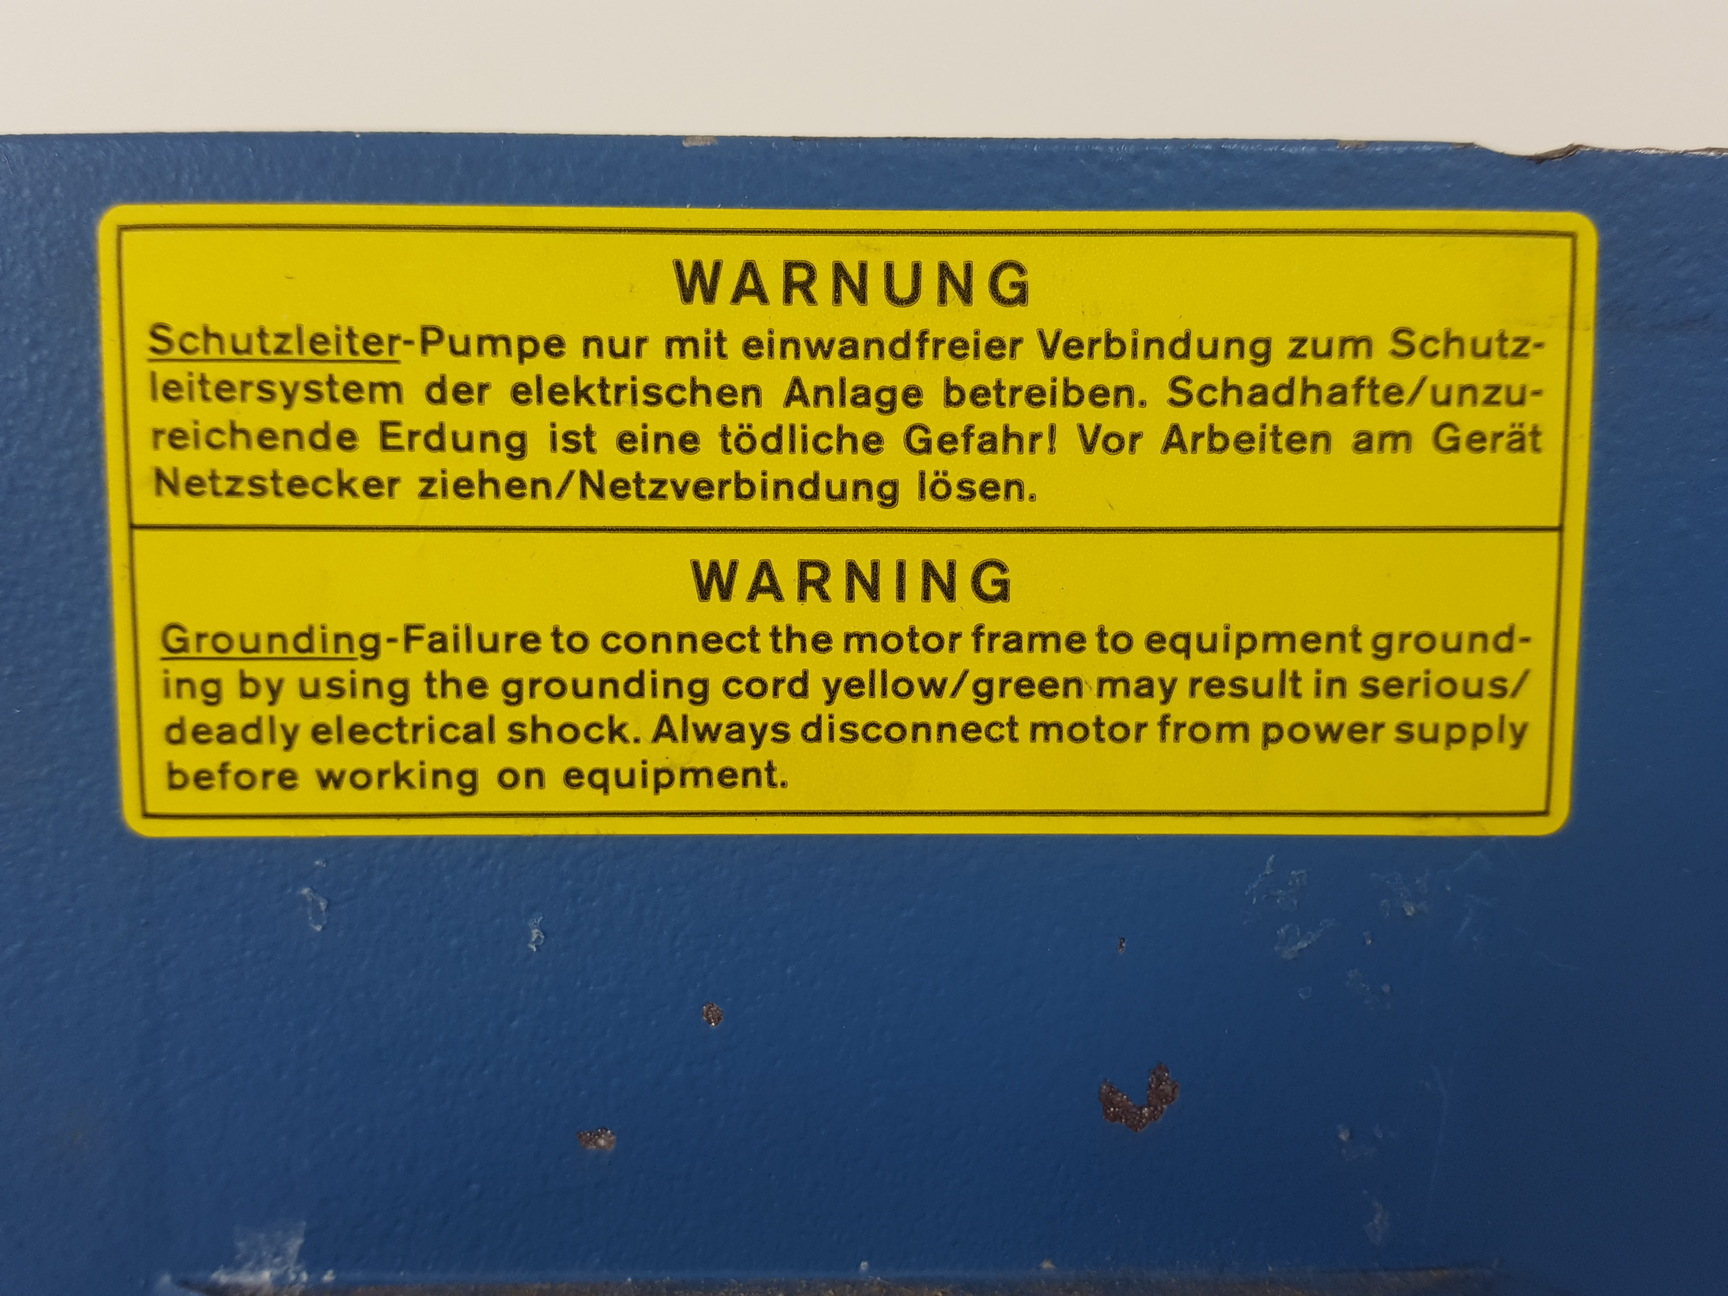 WARNUNG
Schutzleiter-Pumpe nur mit einwandfreier Verbindung zum Schutz-
leitersystem der elektrischen Anlage betreiben. Schadhafte/unzu-
reichende Erdung ist eine tödliche Gefahr! Vor Arbeiten am Gerät
Netzstecker ziehen/Netzverbindung lösen.
WARNING
Grounding-Failure to connect the motor frame to equipment ground-
ing by using the grounding cord yellow/green may result in serious/
deadly electrical shock. Always disconnect motor from power supply
before working on equipment.